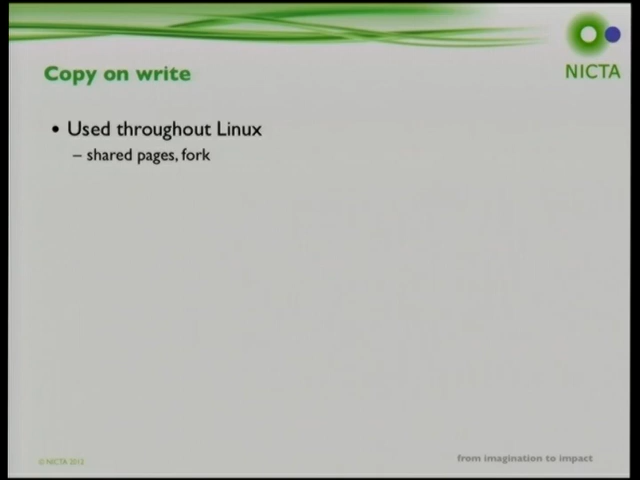 NICTA
Copy on write
• Used throughout Linux
– shared pages, fork
© NICTA 2012
from imagination to impact